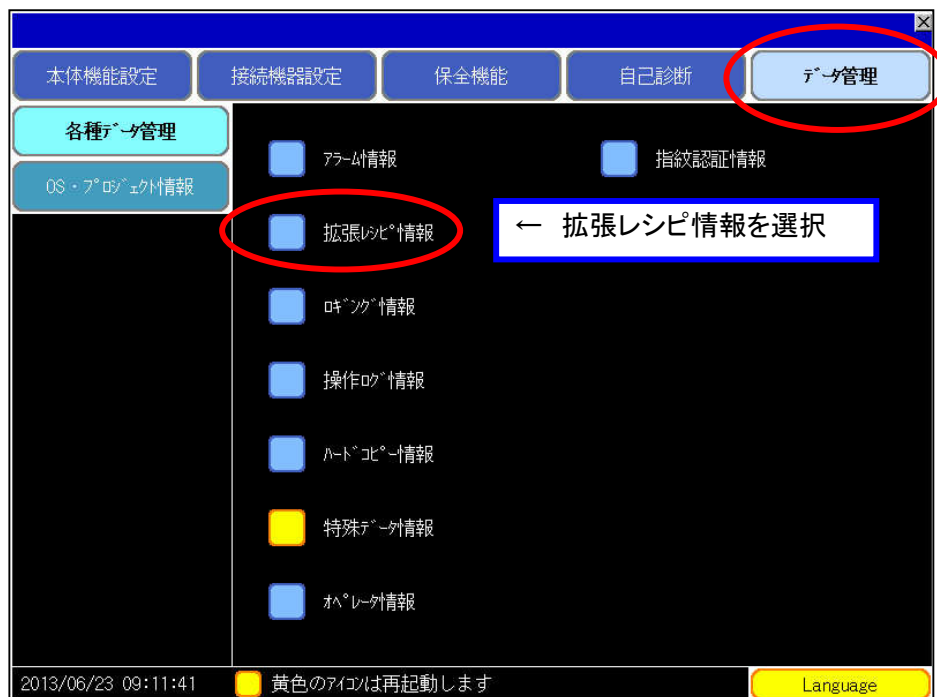 本体機能設定 接続機器設定 保全機能 自己診断 ﾃﾞｰﾀ管理
各種ﾃﾞｰﾀ管理
OS・ﾌﾟﾛｼﾞｪｸﾄ情報
ｱﾗｰﾑ情報 指紋認証情報
拡張ﾚｼﾋﾟ情報 ← 拡張レシピ情報を選択
ﾛｷﾞﾝｸﾞ情報
操作ﾛｸﾞ情報
ﾊｰﾄﾞｺﾋﾟｰ情報
特殊ﾃﾞｰﾀ情報
ｵﾍﾟﾚｰﾀ情報
2013/06/23 09:11:41 黄色のｱｲｺﾝは再起動します Language